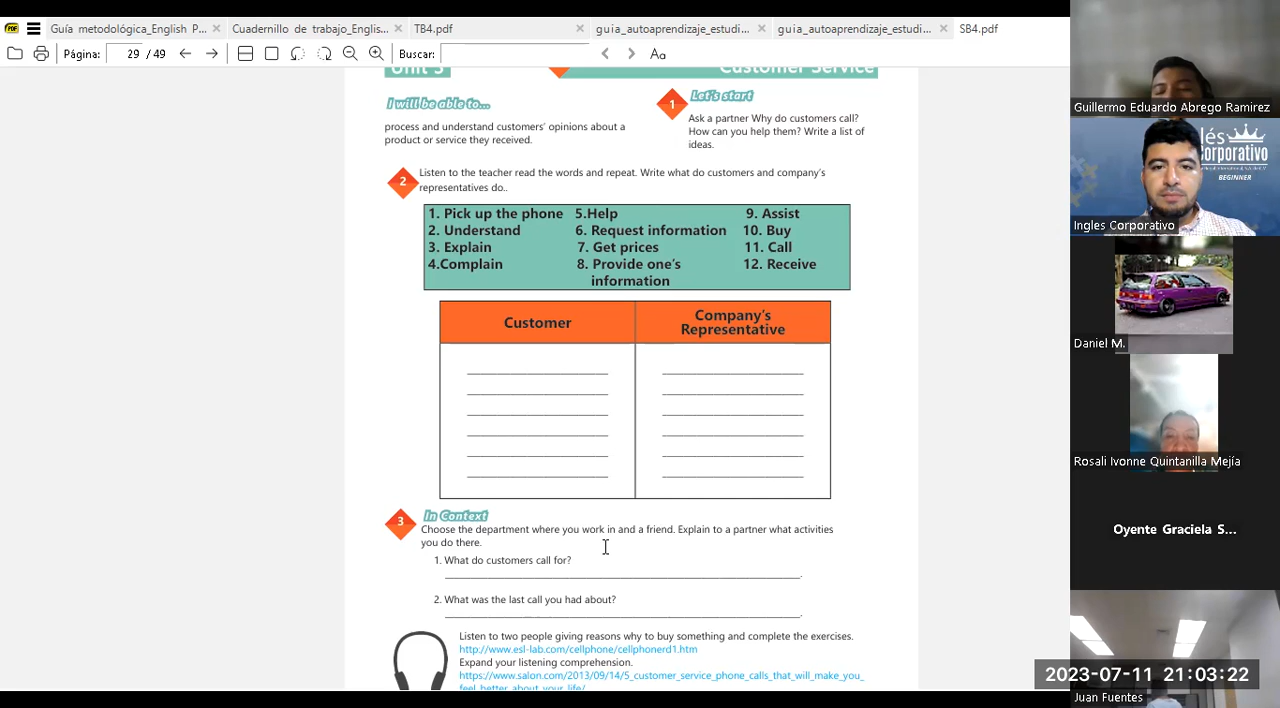 Guía metodológica_English P... ×
Cuadernillo de trabajo_Englis... ×
TB4.pdf ×
guia_autoaprendizaje_estudi... ×
guia_autoaprendizaje_estudi... ×
SB4.pdf
Página: 29 / 49
Buscar:
Aa
Unit 5
Customer Service
I will be able to...
process and understand customers' opinions about a
product or service they received.
1
Let's start
Ask a partner Why do customers call?
How can you help them? Write a list of
ideas.
2
Listen to the teacher read the words and repeat. Write what do customers and company's
representatives do..
1. Pick up the phone 5.Help 9. Assist
2. Understand 6. Request information 10. Buy
3. Explain 7. Get prices 11. Call
4.Complain 8. Provide one's 12. Receive
information
Customer
Company's
Representative
3
In Context
Choose the department where you work in and a friend. Explain to a partner what activities
you do there.
1. What do customers call for?
2. What was the last call you had about?
Listen to two people giving reasons why to buy something and complete the exercises.
http://www.esl-lab.com/cellphone/cellphonerd1.htm
Expand your listening comprehension.
https://www.salon.com/2013/09/14/5_customer_service_phone_calls_that_will_make_you_
feel_better_about_your_life/
Guillermo Eduardo Abrego Ramirez
lés
corporativo
BEGINNER
Ingles Corporativo
Daniel M.
Rosali Ivonne Quintanilla Mejía
Oyente Graciela S...
2023-07-11 21:03:22
Juan Fuentes